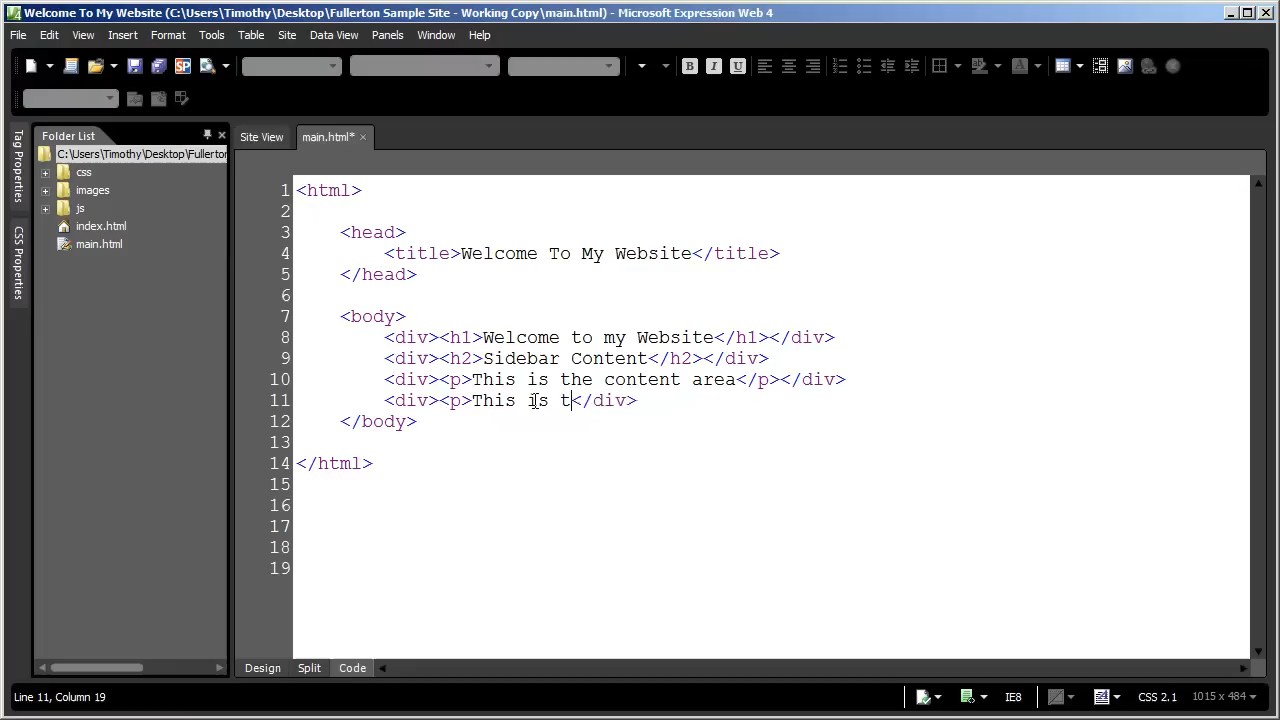 Welcome To My Website (C:\Users\Timothy\Desktop\Fullerton Sample Site - Working Copy\main.html) - Microsoft Expression Web 4
File Edit View Insert Format Tools Table Site Data View Panels Window Help
SP B I U ab A
Tag Properties
CSS Properties
Folder List
C:\Users\Timothy\Desktop\Fullerton
css
images
js
index.html
main.html
Site View main.html*
1 <html>
2
3 <head>
4 <title>Welcome To My Website</title>
5 </head>
6
7 <body>
8 <div><h1>Welcome to my Website</h1></div>
9 <div><h2>Sidebar Content</h2></div>
10 <div><p>This is the content area</p></div>
11 <div><p>This is t</div>
12 </body>
13
14 </html>
15
16
17
18
19
Design Split Code
Line 11, Column 19 IE8 CSS 2.1 1015 x 484